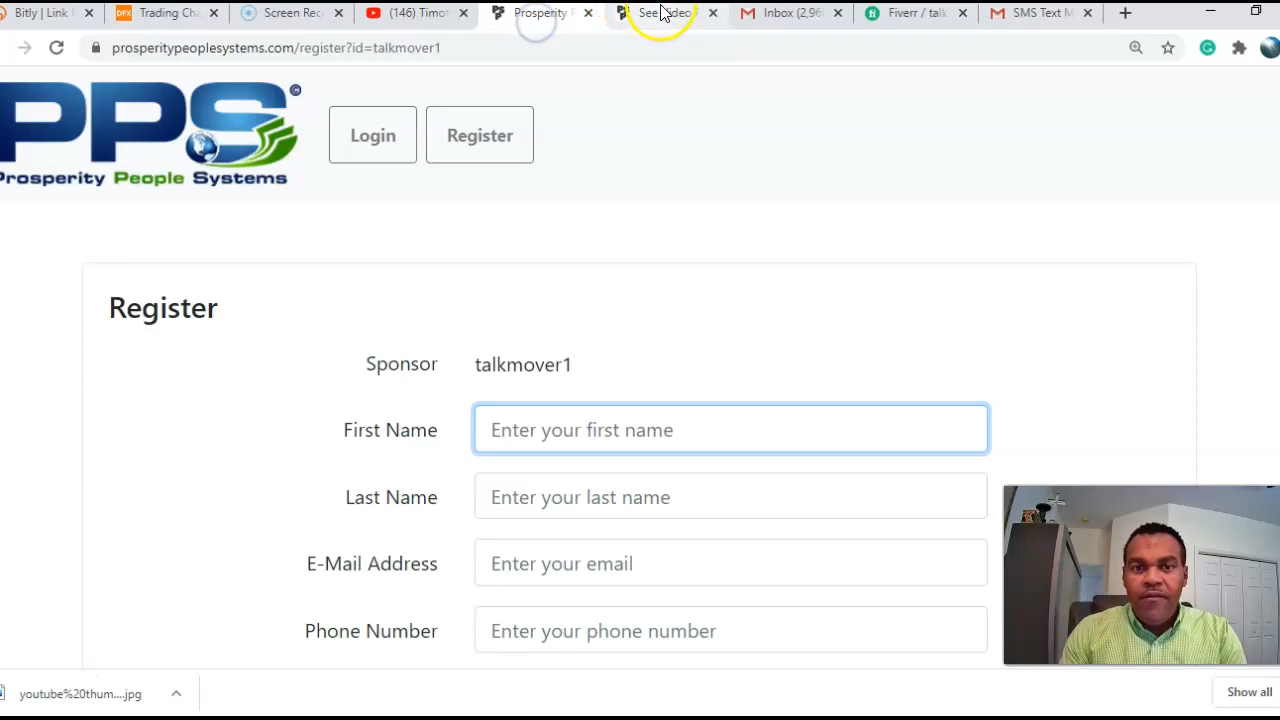 Bitly | Link
Trading Cha
Screen Rec
(146) Timot
Prosperity P
See Video
Inbox (2,96
Fiverr / talk
SMS Text M
prosperitypeoplesystems.com/register?id=talkmover1
PPS©
Prosperity People Systems
Login
Register
Register
Sponsor talkmover1
First Name Enter your first name
Last Name Enter your last name
E-Mail Address Enter your email
Phone Number Enter your phone number
youtube%20thum....jpg
Show all